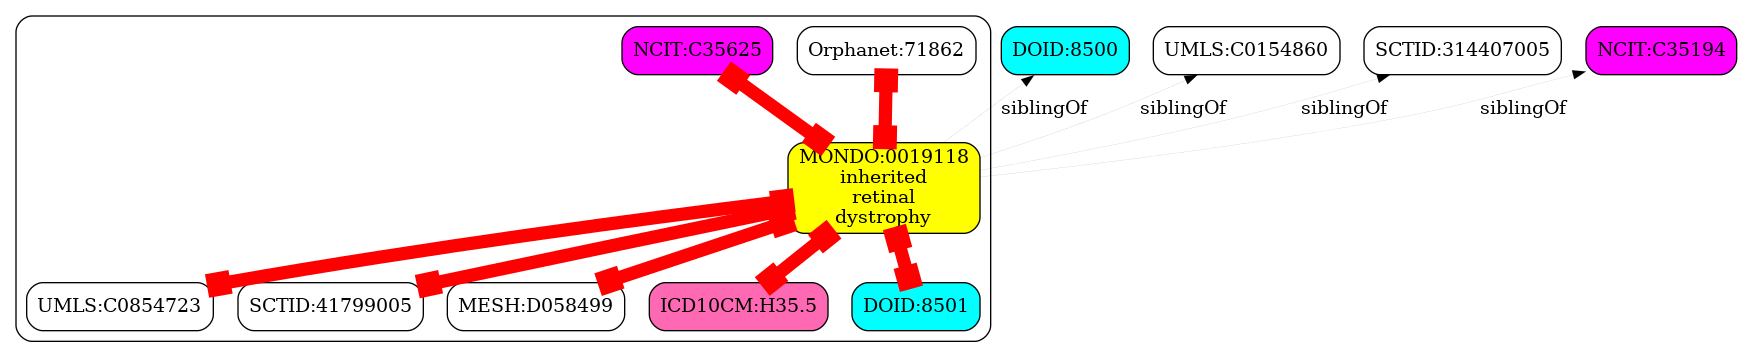 NCIT:C35625
Orphanet:71862
DOID:8500
UMLS:C0154860
SCTID:314407005
NCIT:C35194
siblingOf
siblingOf
siblingOf
siblingOf
MONDO:0019118
inherited
retinal
dystrophy
UMLS:C0854723
SCTID:41799005
MESH:D058499
ICD10CM:H35.5
DOID:8501